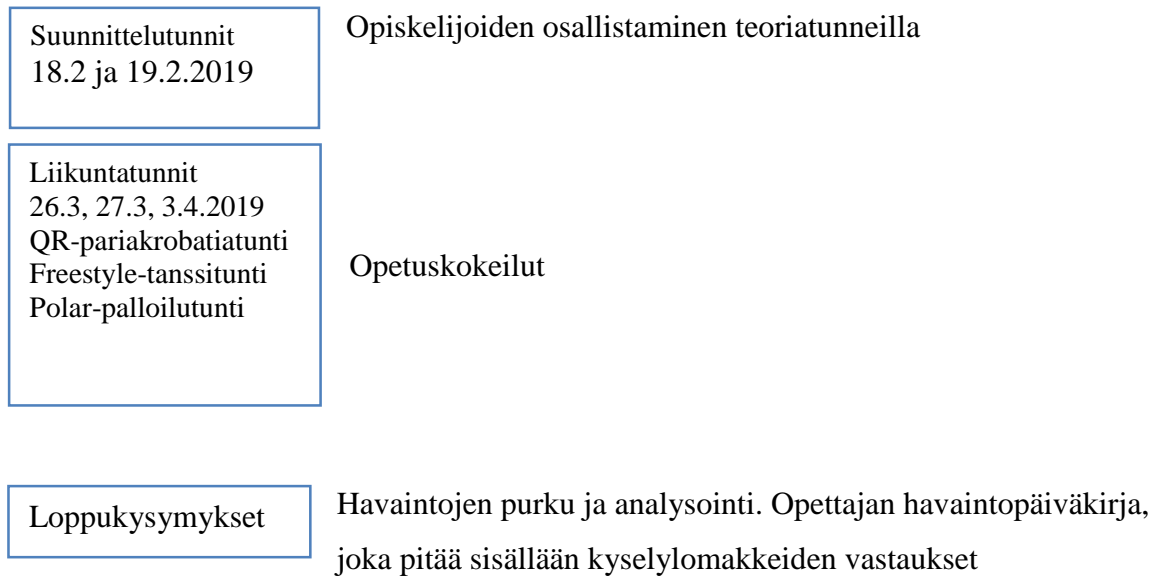 Suunnittelutunnit
18.2 ja 19.2.2019
Opiskelijoiden osallistaminen teoriatunneilla
Liikuntatunnit
26.3, 27.3, 3.4.2019
QR-pariakrobatiatunti
Freestyle-tanssitunti
Polar-palloilutunti
Opetuskokeilut
Loppukysymykset
Havaintojen purku ja analysointi. Opettajan havaintopäiväkirja,
joka pitää sisällään kyselylomakkeiden vastaukset